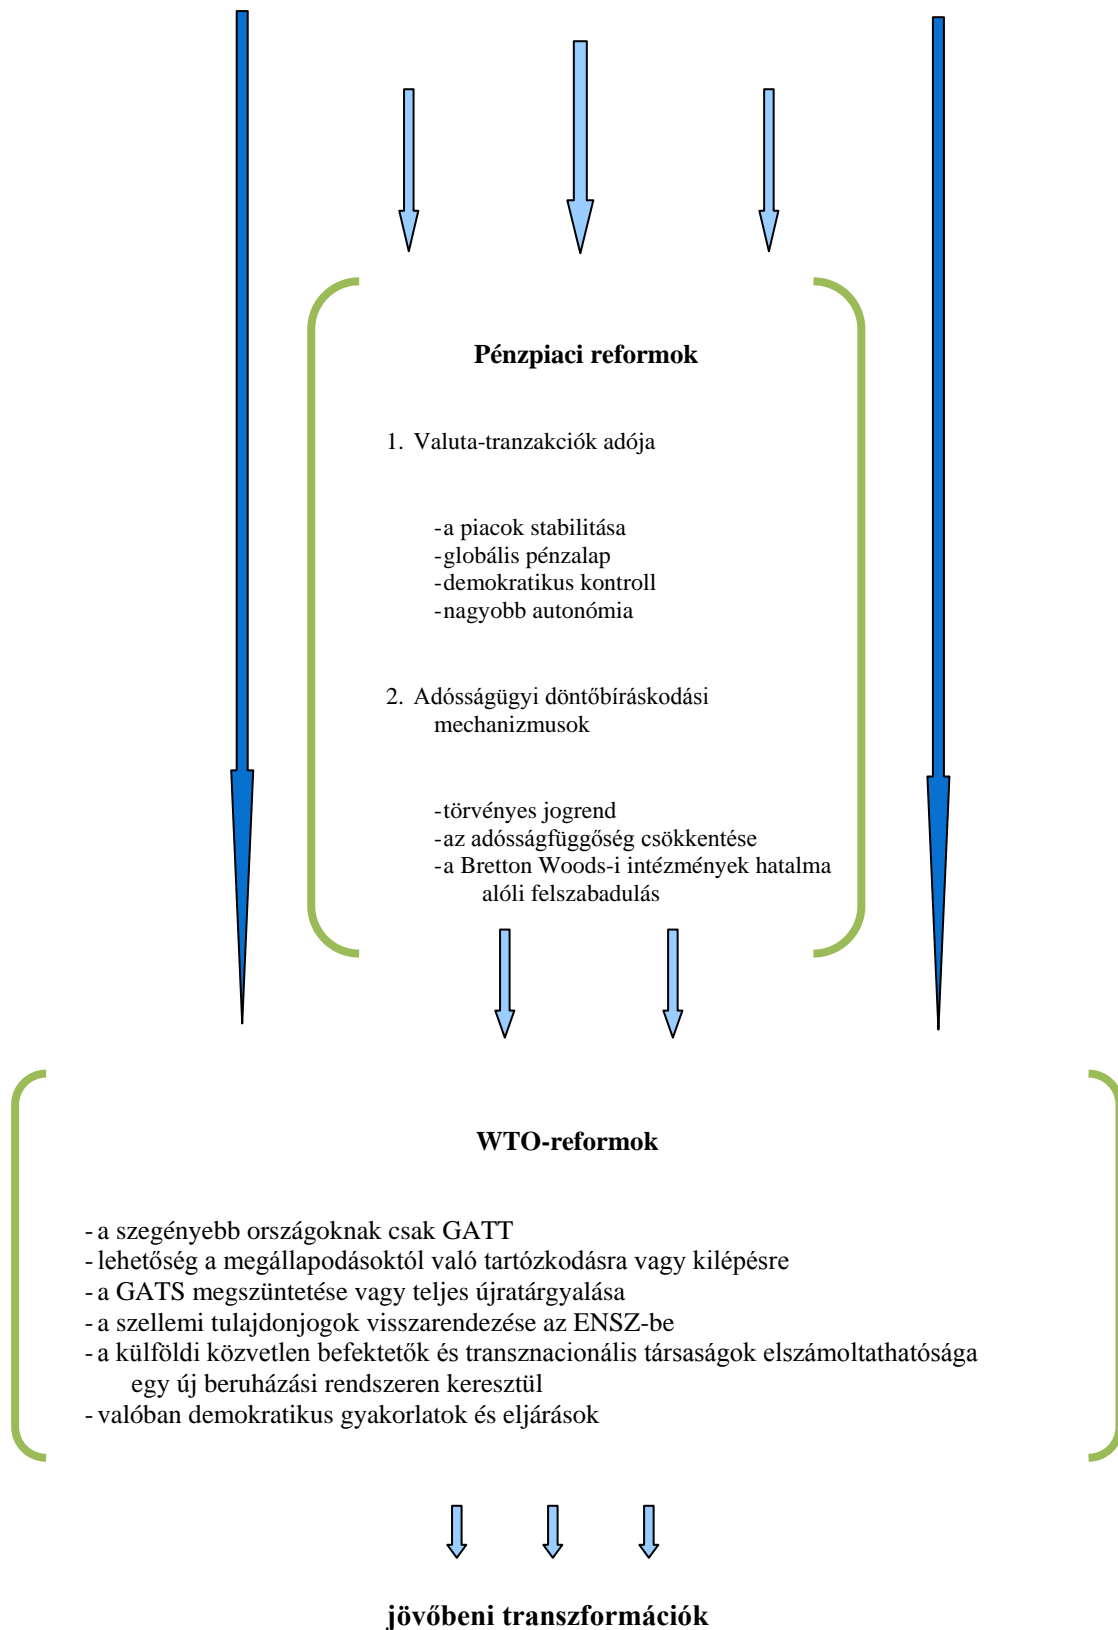 Pénzpiaci reformok
1. Valuta-tranzakciók adója
-a piacok stabilitása
-globális pénzalap
-demokratikus kontroll
-nagyobb autonómia
2. Adósságügyi döntőbíráskodási
mechanizmusok
-törvényes jogrend
-az adósságfüggőség csökkentése
-a Bretton Woods-i intézmények hatalma
alóli felszabadulás
WTO-reformok
-a szegényebb országoknak csak GATT
-lehetőség a megállapodásoktól való tartózkodásra vagy kilépésre
-a GATS megszüntetése vagy teljes újratárgyalása
-a szellemi tulajdonjogok visszarendezése az ENSZ-be
-a külföldi közvetlen befektetők és transznacionális társaságok elszámoltathatósága
egy új beruházási rendszeren keresztül
-valóban demokratikus gyakorlatok és eljárások
jövőbeni transzformációk